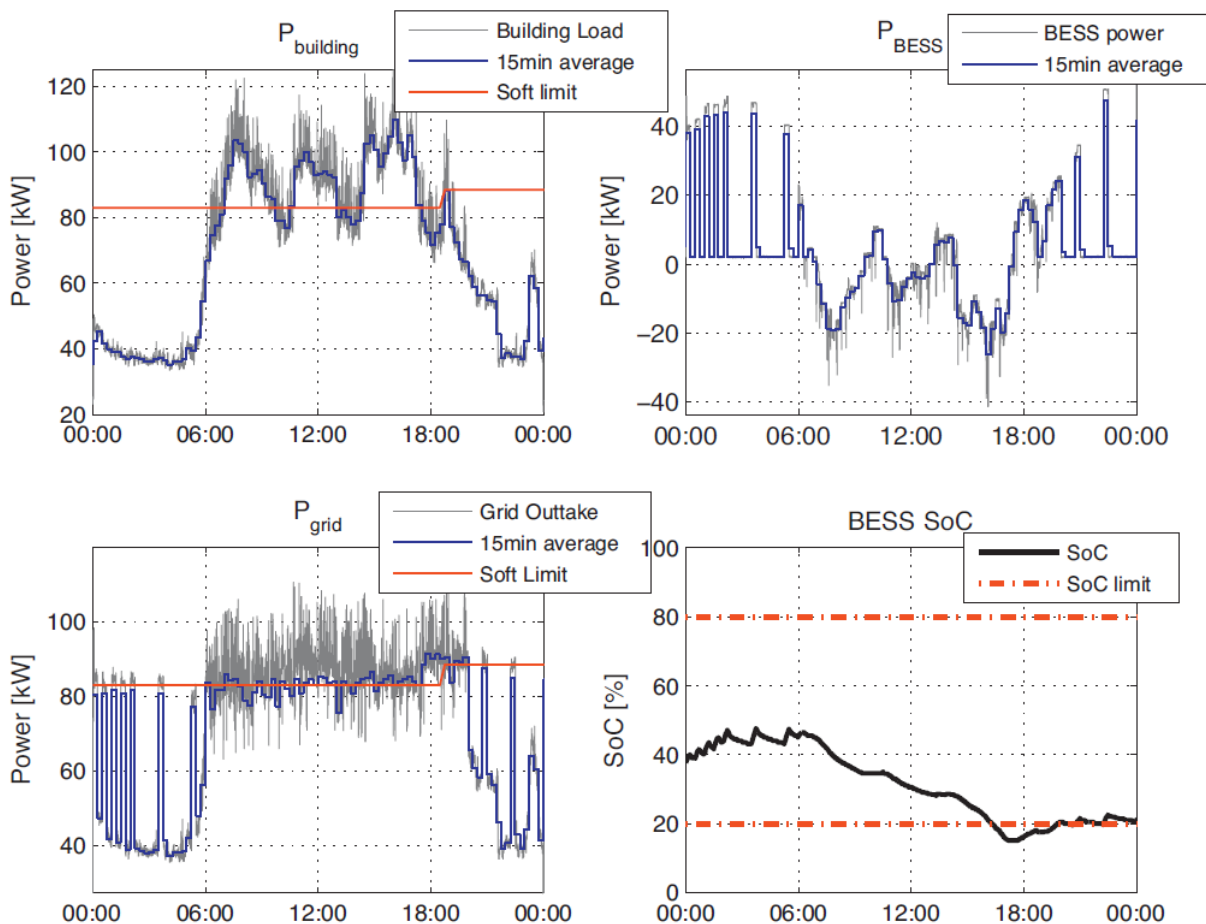 P_building
Building Load
15min average
Soft limit
Power [kW]
120
100
80
60
40
20
00:00 06:00 12:00 18:00 00:00
P_BESS
BESS power
15min average
Power [kW]
40
20
0
−20
−40
00:00 06:00 12:00 18:00 00:00
P_grid
Grid Outtake
15min average
Soft Limit
Power [kW]
100
80
60
40
00:00 06:00 12:00 18:00 00:00
BESS SoC
SoC
SoC limit
SoC [%]
100
80
60
40
20
0
00:00 06:00 12:00 18:00 00:00